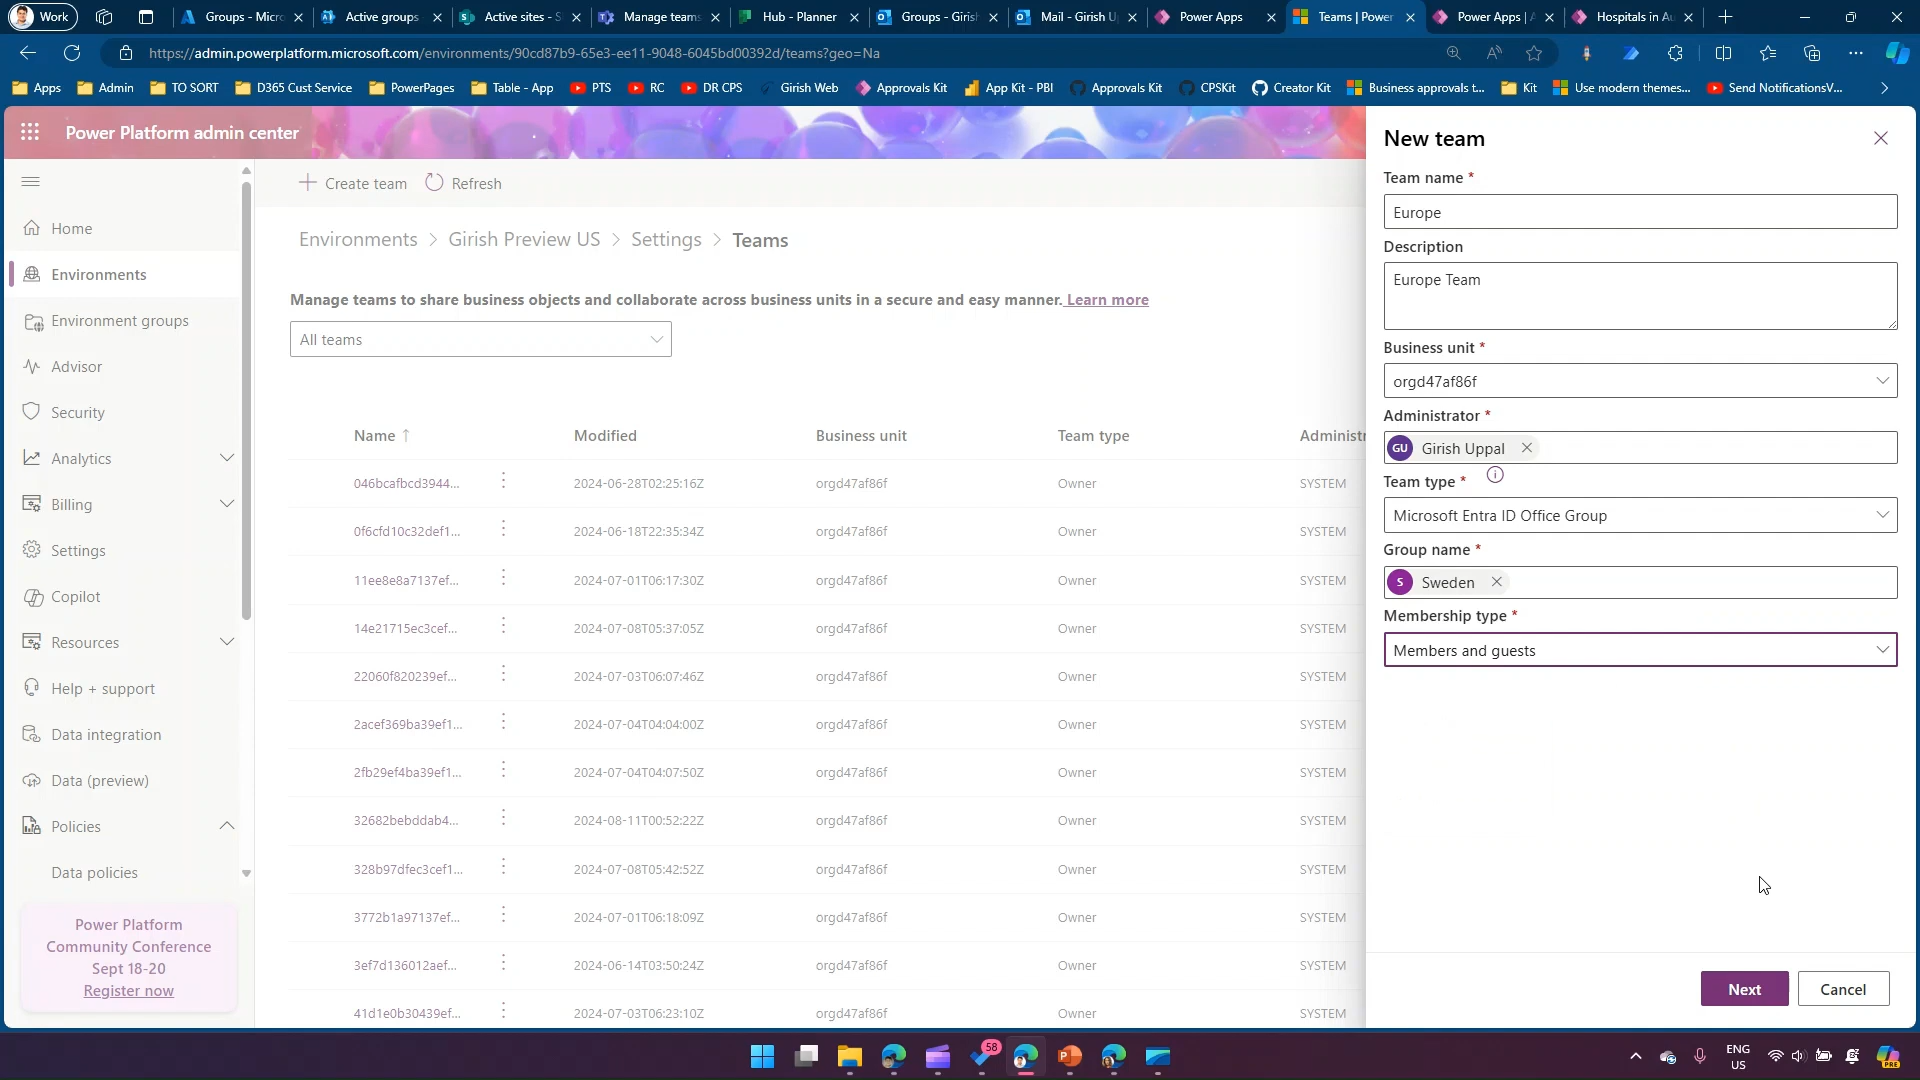 Work
Groups - Micro
Active groups
Active sites - S
Manage teams
Hub - Planner
Groups - Girish
Mail - Girish U
Power Apps
Teams | Power
Power Apps | A
Hospitals in Au
https://admin.powerplatform.microsoft.com/environments/90cd87b9-65e3-ee11-9048-6045bd00392d/teams?geo=Na
Apps
Admin
TO SORT
D365 Cust Service
PowerPages
Table - App
PTS
RC
DR CPS
Girish Web
Approvals Kit
App Kit - PBI
Approvals Kit
CPSKit
Creator Kit
Business approvals t...
Kit
Use modern themes...
Send NotificationsV...
Power Platform admin center
Home
Environments
Environment groups
Advisor
Security
Analytics
Billing
Settings
Copilot
Resources
Help + support
Data integration
Data (preview)
Policies
Data policies
Power Platform
Community Conference
Sept 18-20
Register now
Create team
Refresh
Environments > Girish Preview US > Settings > Teams
Manage teams to share business objects and collaborate across business units in a secure and easy manner. Learn more
All teams
Name Modified Business unit Team type Administr
046bcafbcd3944... 2024-06-28T02:25:16Z orgd47af86f Owner SYSTEM
0f6cfd10c32def1... 2024-06-18T22:35:34Z orgd47af86f Owner SYSTEM
11ee8e8a7137ef... 2024-07-01T06:17:30Z orgd47af86f Owner SYSTEM
14e21715ec3cef... 2024-07-08T05:37:05Z orgd47af86f Owner SYSTEM
22060f820239ef... 2024-07-03T06:07:46Z orgd47af86f Owner SYSTEM
2acef369ba39ef1... 2024-07-04T04:04:00Z orgd47af86f Owner SYSTEM
2fb29ef4ba39ef1... 2024-07-04T04:07:50Z orgd47af86f Owner SYSTEM
32682bebddab4... 2024-08-11T00:52:22Z orgd47af86f Owner SYSTEM
328b97dfec3cef1... 2024-07-08T05:42:52Z orgd47af86f Owner SYSTEM
3772b1a97137ef... 2024-07-01T06:18:09Z orgd47af86f Owner SYSTEM
3ef7d136012aef... 2024-06-14T03:50:24Z orgd47af86f Owner SYSTEM
41d1e0b30439ef... 2024-07-03T06:23:10Z orgd47af86f Owner SYSTEM
New team
Team name *
Europe
Description
Europe Team
Business unit *
orgd47af86f
Administrator *
GU Girish Uppal
Team type *
Microsoft Entra ID Office Group
Group name *
S Sweden
Membership type *
Members and guests
Next
Cancel
58
ENG
US
PRE